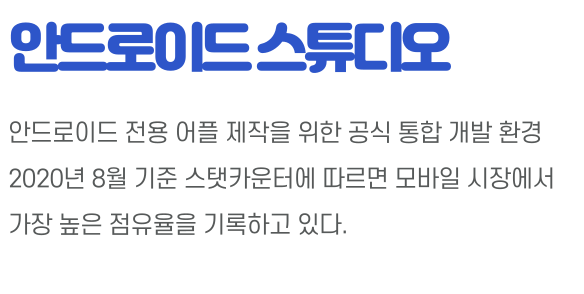 안드로이드 스튜디오
안드로이드 전용 어플 제작을 위한 공식 통합 개발 환경
2020년 8월 기준 스탯카운터에 따르면 모바일 시장에서
가장 높은 점유율을 기록하고 있다.